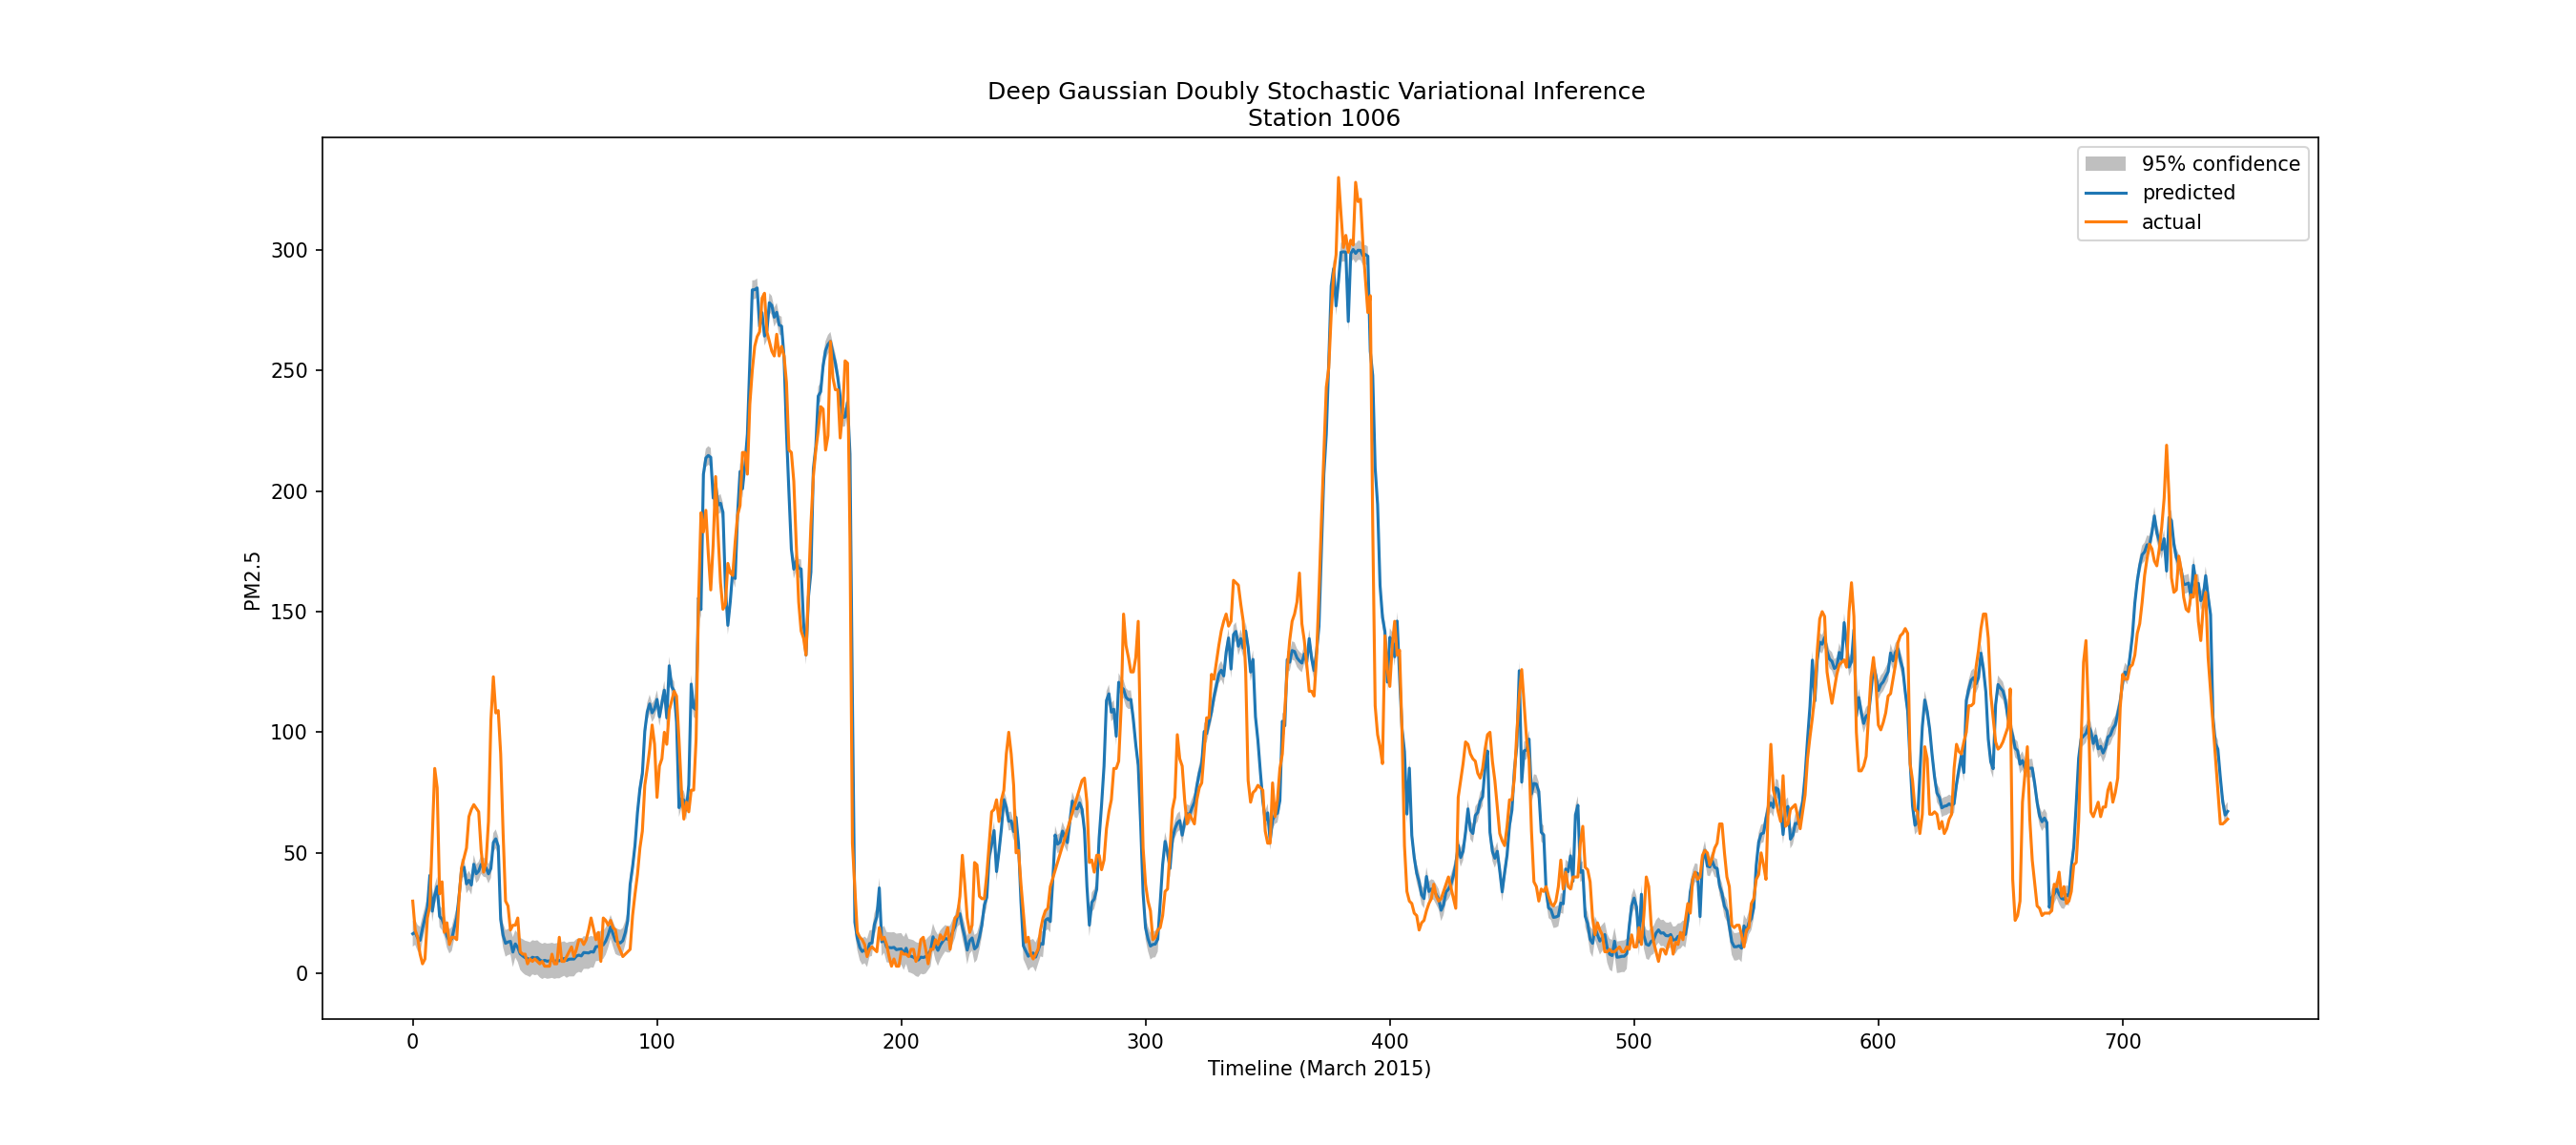 Deep Gaussian Doubly Stochastic Variational Inference
Station 1006
95% confidence
predicted
actual
300
250
200
150
100
50
0
PM2.5
0 100 200 300 400 500 600 700
Timeline (March 2015)